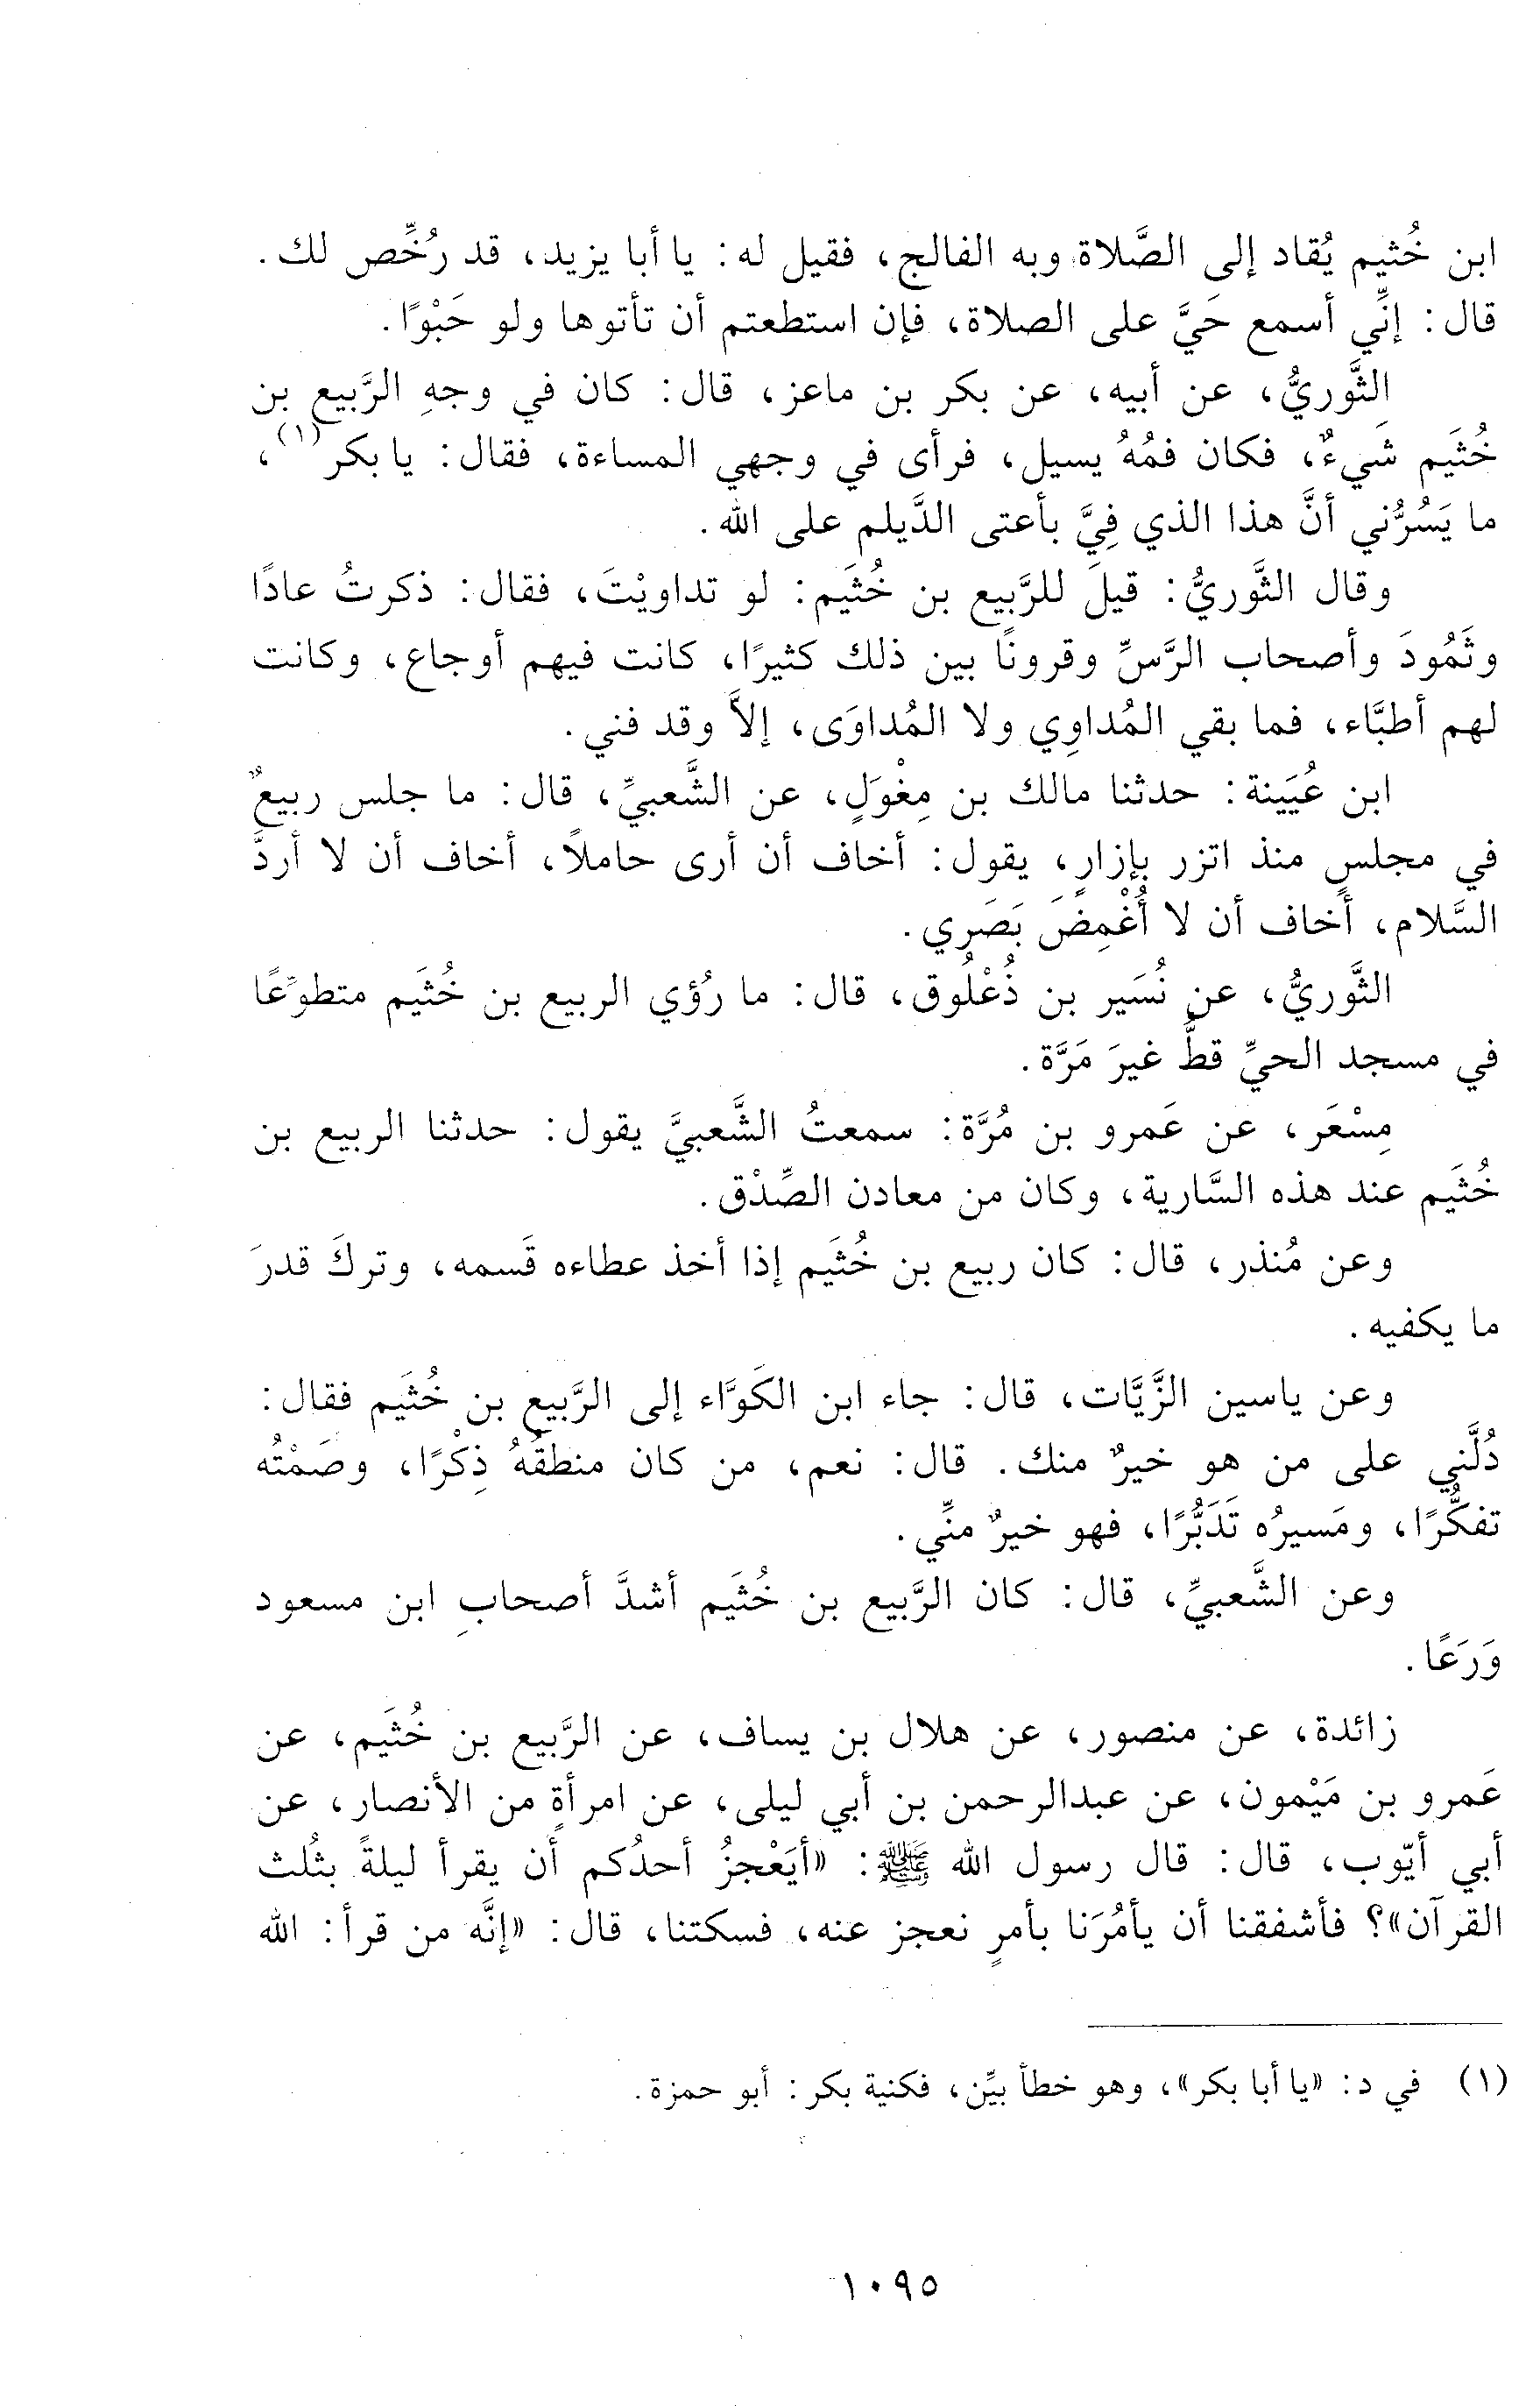 ابن خُثيم يُقاد إلى الصَّلاة وبه الفالج، فقيل له: يا أبا يزيد، قد رُخِّص لك.
قال: إنِّي أسمع حَيَّ على الصلاة، فإن استطعتم أن تأتوها ولو حَبْوًا.
الثَّوريُّ، عن أبيه، عن بكر بن ماعز، قال: كان في وجهِ الرَّبيع بن
خُثَيم شَيءٌ، فكان فمُهُ يسيل، فرأى في وجهي المساءة، فقال: يا بكر(١)،
ما يَسُرُّني أنَّ هذا الذي فِيَّ بأعتى الدَّيلم على الله.
وقال الثَّوريُّ: قيلَ للرَّبيع بن خُثَيم: لو تداويْتَ، فقال: ذكرتُ عادًا
وثَمُودَ وأصحاب الرَّسِّ وقرونًا بين ذلك كثيرًا، كانت فيهم أوجاع، وكانت
لهم أطبَّاء، فما بقي المُداوِي ولا المُداوَى، إلاَّ وقد فني.
ابن عُيَينة: حدثنا مالك بن مِغْوَلٍ، عن الشَّعبيِّ، قال: ما جلس ربيعٌ
في مجلسٍ منذ اتزر بإزارٍ، يقول: أخاف أن أرى حاملاً، أخاف أن لا أردَّ
السَّلام، أخاف أن لا أُغْمِضَ بَصَرِي.
الثَّوريُّ، عن نُسَير بن ذُعْلُوق، قال: ما رُؤي الربيع بن خُثَيم متطوِّعًا
في مسجد الحيِّ قطُّ غيرَ مَرَّة.
مِسْعَر، عن عَمرو بن مُرَّة: سمعتُ الشَّعبيَّ يقول: حدثنا الربيع بن
خُثَيم عند هذه السَّارية، وكان من معادن الصِّدْق.
وعن مُنذر، قال: كان ربيع بن خُثَيم إذا أخذ عطاءه قَسمه، وتركَ قدرَ
ما يكفيه.
وعن ياسين الزَّيَّات، قال: جاء ابن الكَوَّاء إلى الرَّبيع بن خُثَيم فقال:
دُلَّني على من هو خيرٌ منك. قال: نعم، من كان منطقُهُ ذِكْرًا، وصَمْتُه
تفكُّرًا، ومَسيرُه تَدَبُّرًا، فهو خيرٌ منِّي.
وعن الشَّعبيِّ، قال: كان الرَّبيع بن خُثَيم أشدَّ أصحابِ ابن مسعود
وَرَعًا.
زائدة، عن منصور، عن هلال بن يساف، عن الرَّبيع بن خُثَيم، عن
عَمرو بن مَيْمون، عن عبدالرحمن بن أبي ليلى، عن امرأةٍ من الأنصار، عن
أبي أيّوب، قال: قال رسول الله ﷺ: «أيَعْجزُ أحدُكم أن يقرأ ليلةً بثُلث
القرآن»؟ فأشفقنا أن يأمُرَنا بأمرٍ نعجز عنه، فسكتنا، قال: «إنَّه من قرأ: الله
(١) في د: «يا أبا بكر»، وهو خطأ بيِّن، فكنية بكر: أبو حمزة.
١٠٩٥